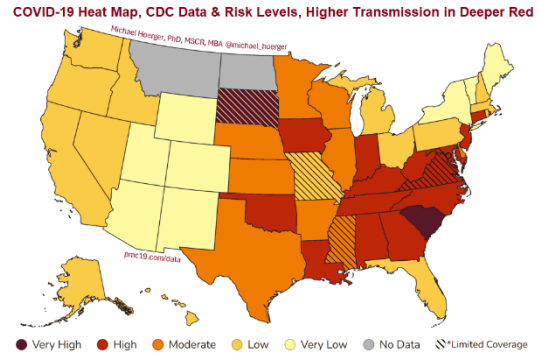 COVID-19 Heat Map, CDC Data & Risk Levels, Higher Transmission in Deeper Red
Michael Hoerger, PhD, MSCR, MBA @michael_hoerger
pmc19.com/data
Very High High Moderate Low Very Low No Data *Limited Coverage